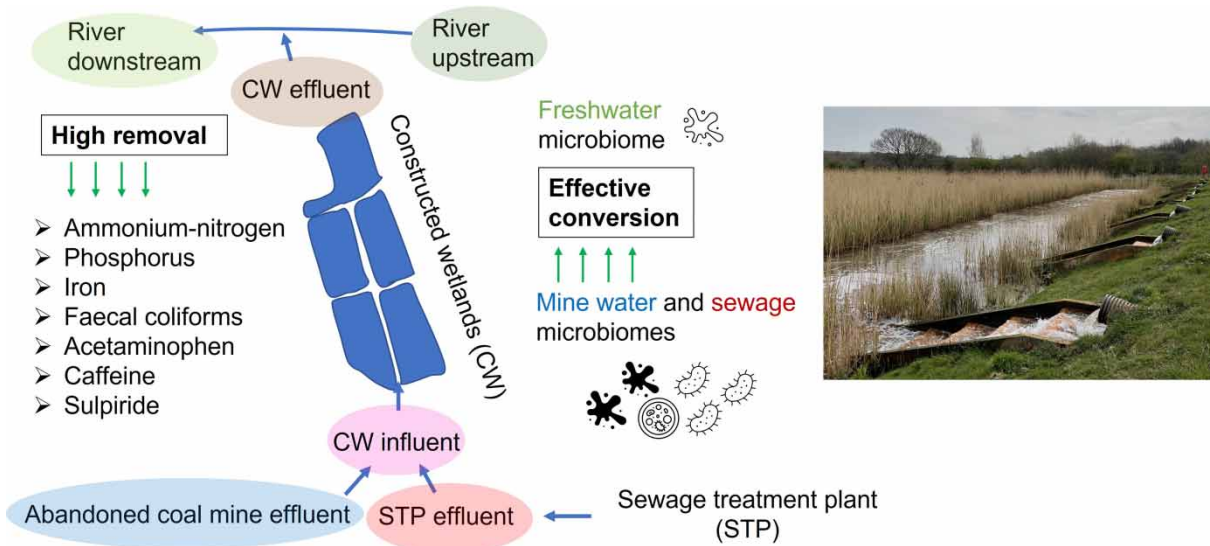 River
downstream
River
upstream
CW effluent
High removal
➢ Ammonium-nitrogen
➢ Phosphorus
➢ Iron
➢ Faecal coliforms
➢ Acetaminophen
➢ Caffeine
➢ Sulpiride
Constructed wetlands (CW)
Freshwater
microbiome
Effective
conversion
Mine water and sewage
microbiomes
CW influent
Abandoned coal mine effluent
STP effluent
Sewage treatment plant
(STP)